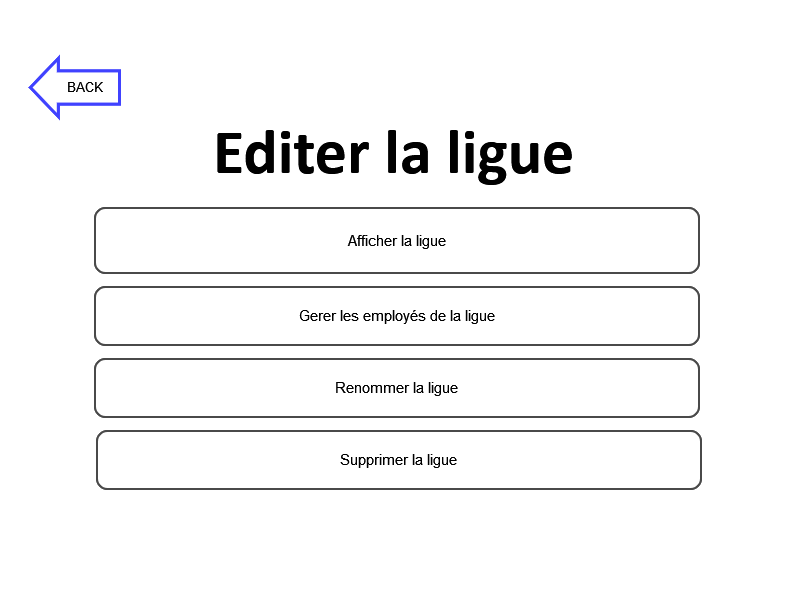 BACK
Editer la ligue
Afficher la ligue
Gerer les employés de la ligue
Renommer la ligue
Supprimer la ligue